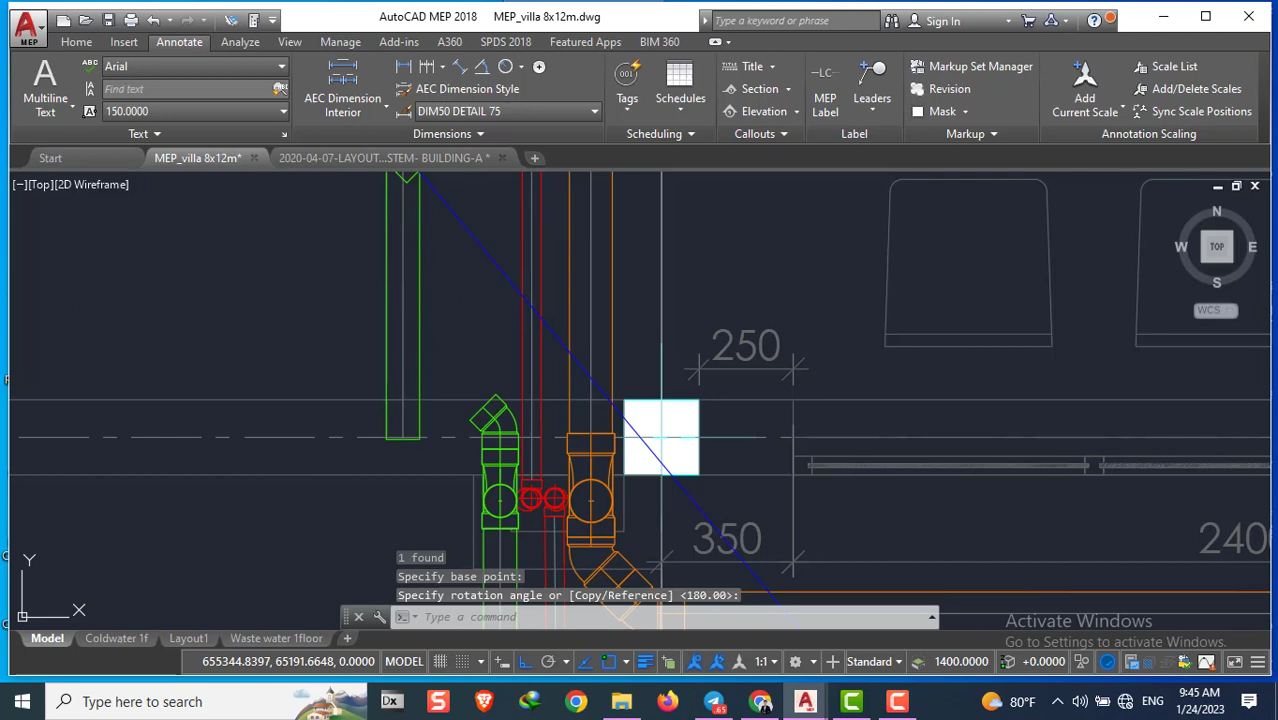 MEP
AutoCAD MEP 2018 MEP_villa 8x12m.dwg
Type a keyword or phrase
Sign In
Home Insert Annotate Analyze View Manage Add-ins A360 SPDS 2018 Featured Apps BIM 360
Multiline
Text
ABC Arial
Find text
150.0000
Text
AEC Dimension
Interior
AEC Dimension Style
DIM50 DETAIL 75
Dimensions
001
Tags
Schedules
Scheduling
Title
Section
Elevation
Callouts
-LC-
MEP
Label
Leaders
Label
Markup Set Manager
Revision
Mask
Markup
Add
Current Scale
Scale List
Add/Delete Scales
Sync Scale Positions
Annotation Scaling
Start MEP_villa 8x12m* 2020-04-07-LAYOUT...STEM- BUILDING-A *
[−][Top][2D Wireframe]
N
W TOP E
S
WCS
250
350
2400
Y
X
1 found
Specify base point:
Specify rotation angle or [Copy/Reference] <180.00>:
Type a command
Activate Windows
Go to Settings to activate Windows.
Model Coldwater 1f Layout1 Waste water 1floor
655344.8397, 65191.6648, 0.0000 MODEL 1:1 Standard 1400.0000 +0.0000
Type here to search
Dx
S
65
A
C
C
80°F
ENG
9:45 AM
1/24/2023